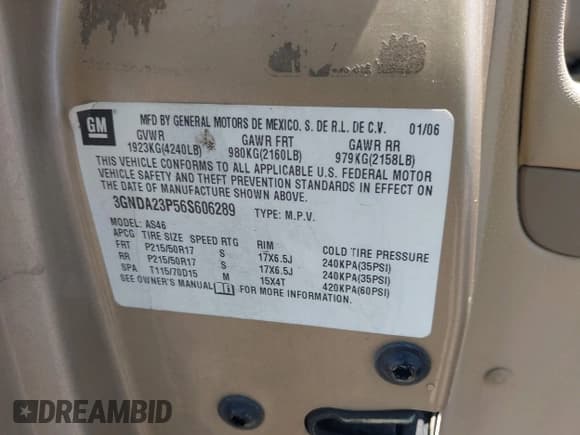 GM
MFD BY GENERAL MOTORS DE MEXICO. S. DE R.L. DE C.V. 01/06
GVWR GAWR FRT GAWR RR
1923KG(4240LB) 980KG(2160LB) 979KG(2158LB)
THIS VEHICLE CONFORMS TO ALL APPLICABLE U.S. FEDERAL MOTOR
VEHICLE SAFETY AND THEFT PREVENTION STANDARDS IN EFFECT ON
THE DATE OF MANUFACTURE SHOWN ABOVE.
3GNDA23P56S606289 TYPE: M.P.V.
MODEL: AS46
APCG TIRE SIZE SPEED RTG RIM COLD TIRE PRESSURE
FRT P215/50R17 S 17X6.5J 240KPA(35PSI)
RR P215/50R17 S 17X6.5J 240KPA(35PSI)
SPA T115/70D15 M 15X4T 420KPA(60PSI)
SEE OWNER'S MANUAL FOR MORE INFORMATION.
DREAMBID